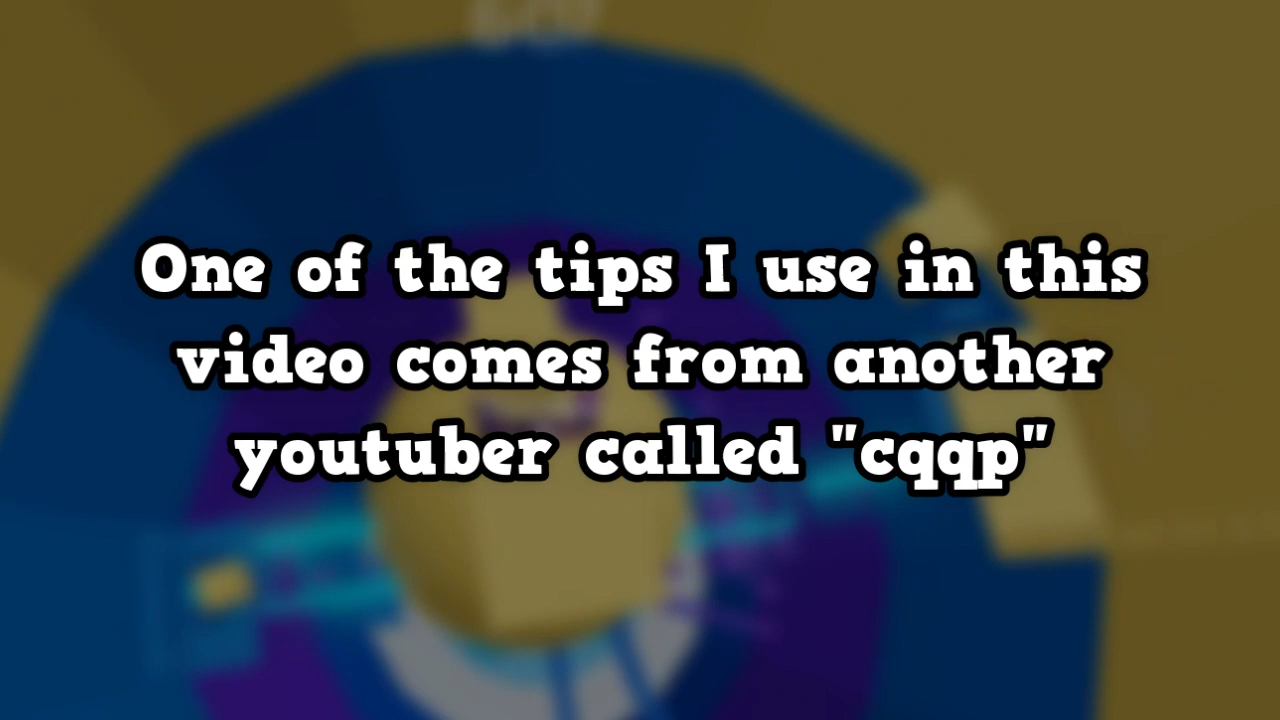 One of the tips I use in this
video comes from another
youtuber called "cqqp"